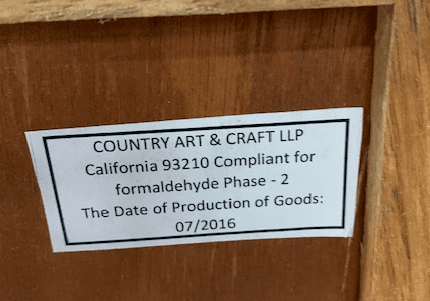 COUNTRY ART & CRAFT LLP
California 93210 Compliant for
formaldehyde Phase - 2
The Date of Production of Goods:
07/2016